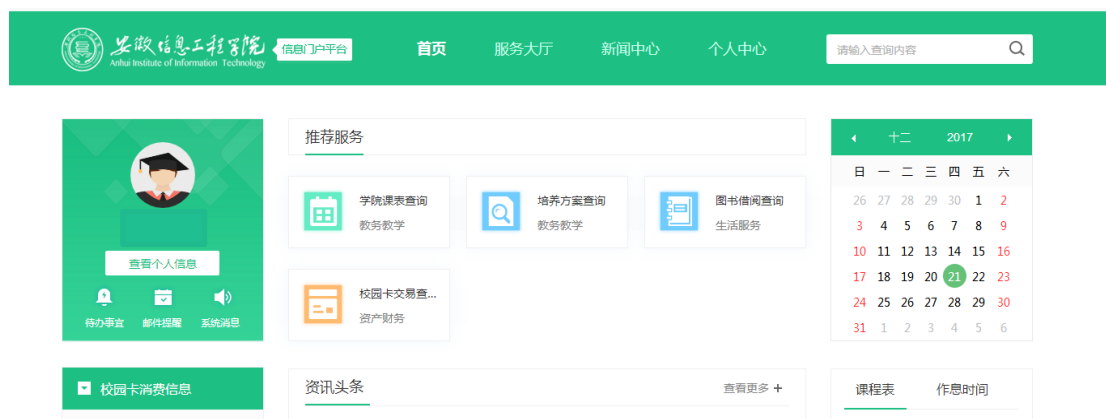 安徽信息工程学院 信息门户平台 首页 服务大厅 新闻中心 个人中心 请输入查询内容
Anhui Institute of Information Technology
查看个人信息
待办事宜 邮件提醒 系统消息
推荐服务
学院课表查询
教务教学
培养方案查询
教务教学
图书借阅查询
生活服务
校园卡交易查...
资产财务
十二 2017
日 一 二 三 四 五 六
26 27 28 29 30 1 2
3 4 5 6 7 8 9
10 11 12 13 14 15 16
17 18 19 20 21 22 23
24 25 26 27 28 29 30
31 1 2 3 4 5 6
校园卡消费信息
资讯头条 查看更多 +
课程表 作息时间